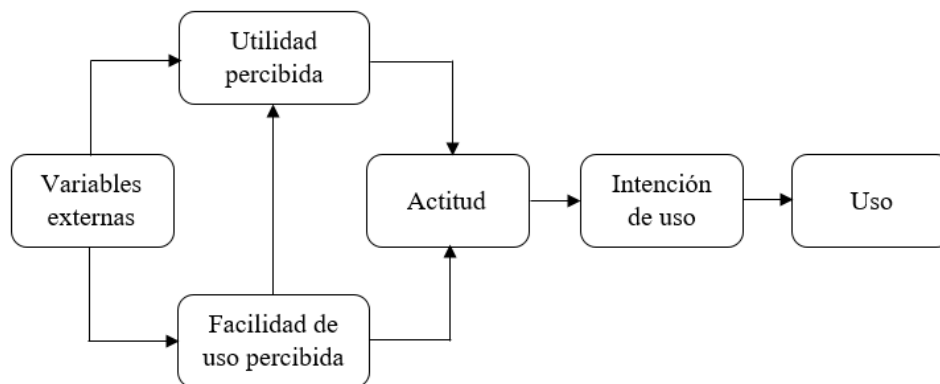 Utilidad
percibida
Variables
externas
Actitud
Intención
de uso
Uso
Facilidad de
uso percibida